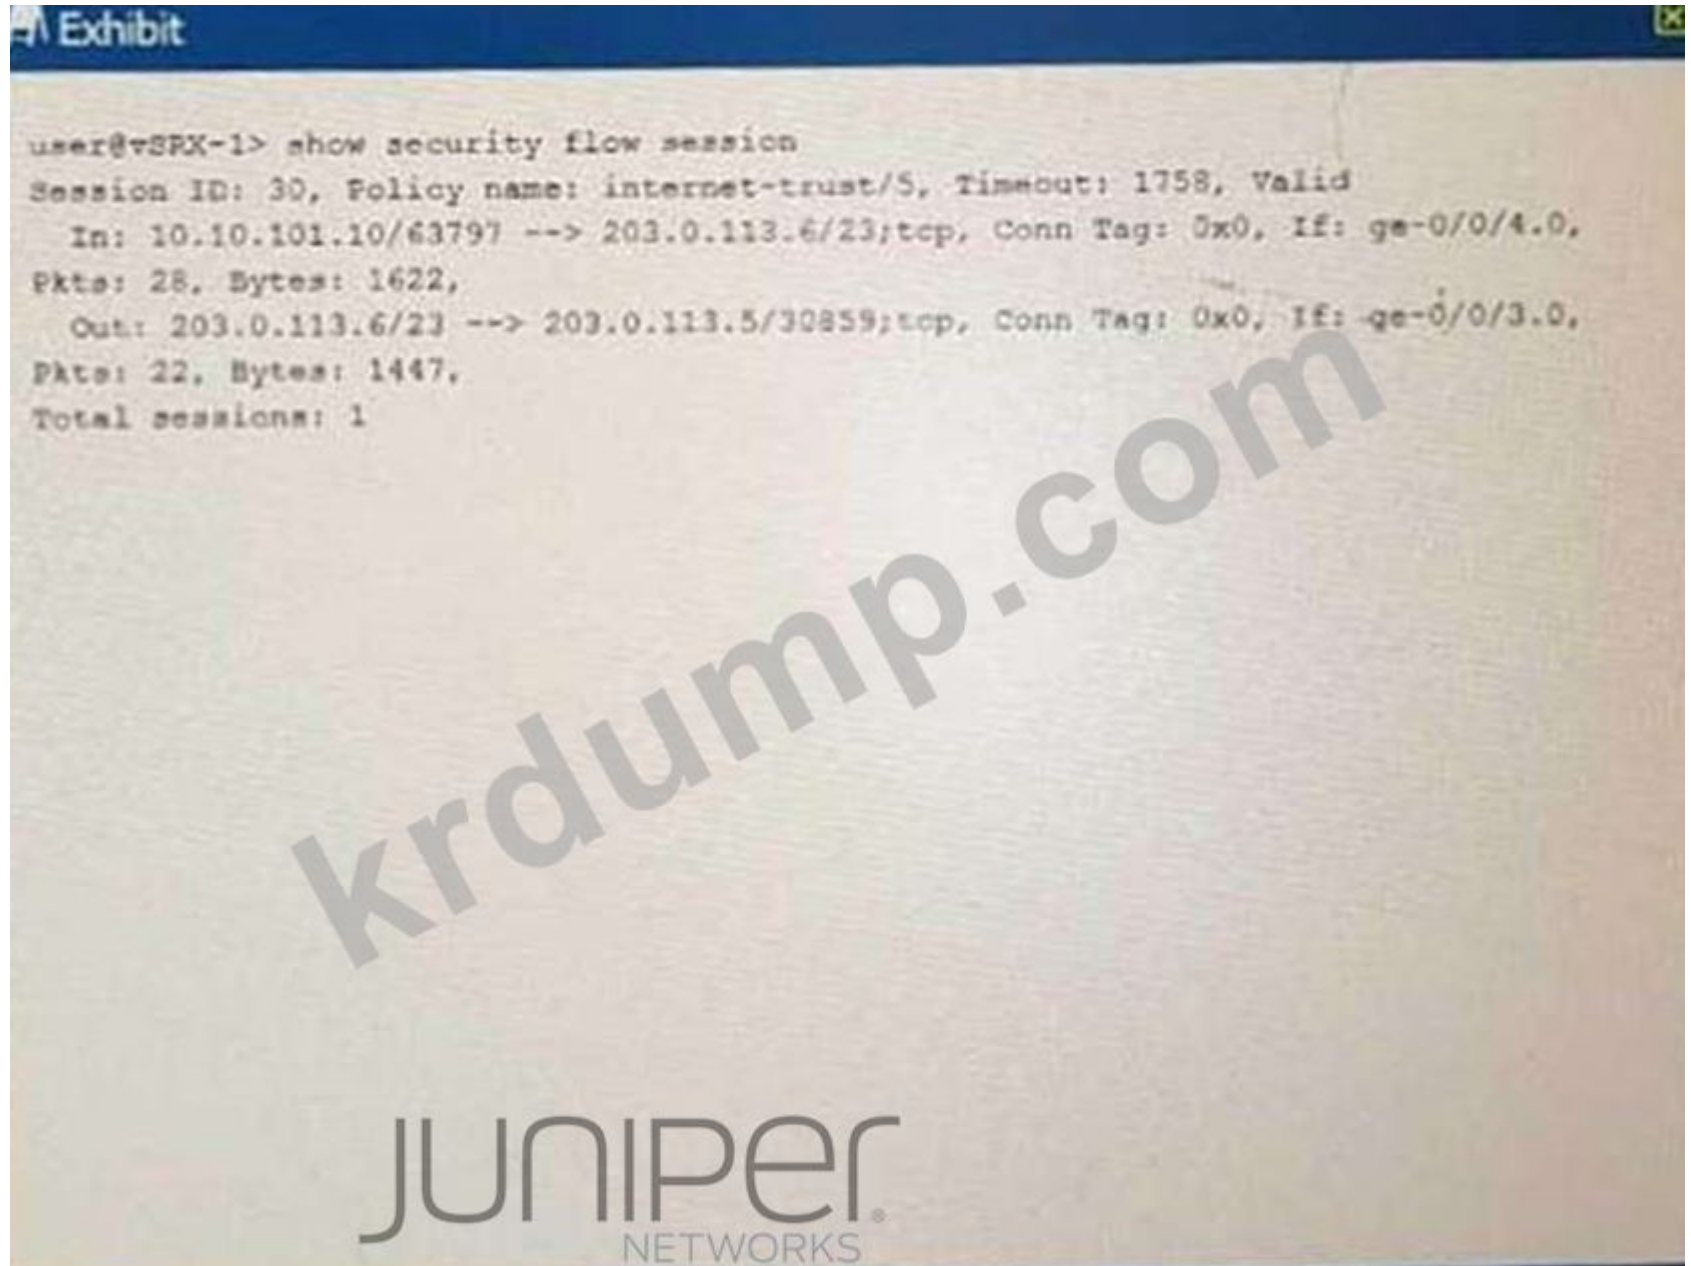 Exhibit
user@vSRX-1> show security flow session
Session ID: 30, Policy name: internet-trust/5, Timeout: 1758, Valid
In: 10.10.101.10/63797 --> 203.0.113.6/23;tcp, Conn Tag: 0x0, If: ge-0/0/4.0,
Pkts: 28, Bytes: 1622,
Out: 203.0.113.6/23 --> 203.0.113.5/30859;tcp, Conn Tag: 0x0, If: ge-0/0/3.0,
Pkts: 22, Bytes: 1447,
Total sessions: 1
krdump.com
JUNIPER
NETWORKS